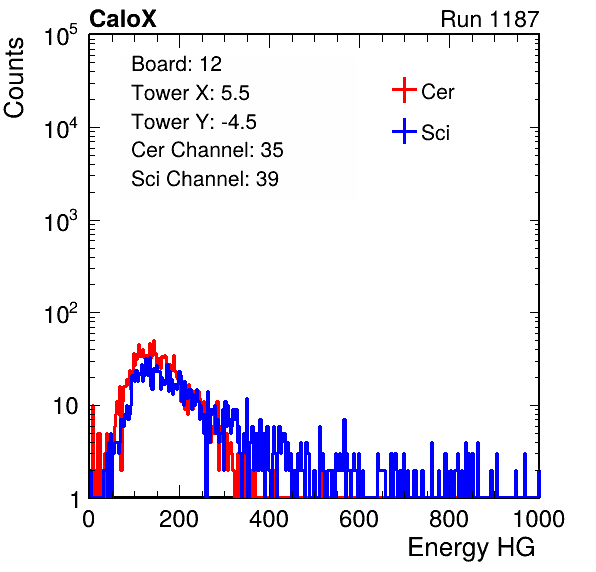 CaloX Run 1187
Counts
Board: 12
Tower X: 5.5
Tower Y: -4.5
Cer Channel: 35
Sci Channel: 39
Cer
Sci
10^5
10^4
10^3
10^2
10
1
0 200 400 600 800 1000
Energy HG